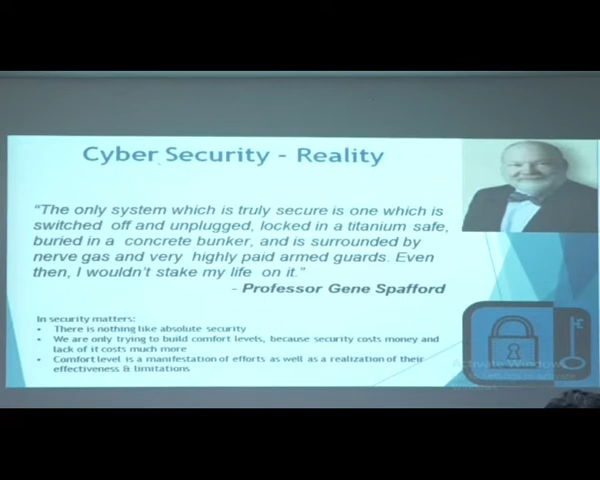 Cyber Security - Reality
“The only system which is truly secure is one which is
switched off and unplugged, locked in a titanium safe,
buried in a concrete bunker, and is surrounded by
nerve gas and very highly paid armed guards. Even
then, I wouldn't stake my life on it.”
- Professor Gene Spafford
In security matters:
• There is nothing like absolute security
• We are only trying to build comfort levels, because security costs money and
lack of it costs much more
• Comfort level is a manifestation of efforts as well as a realization of their
effectiveness & limitations
Activate Windows